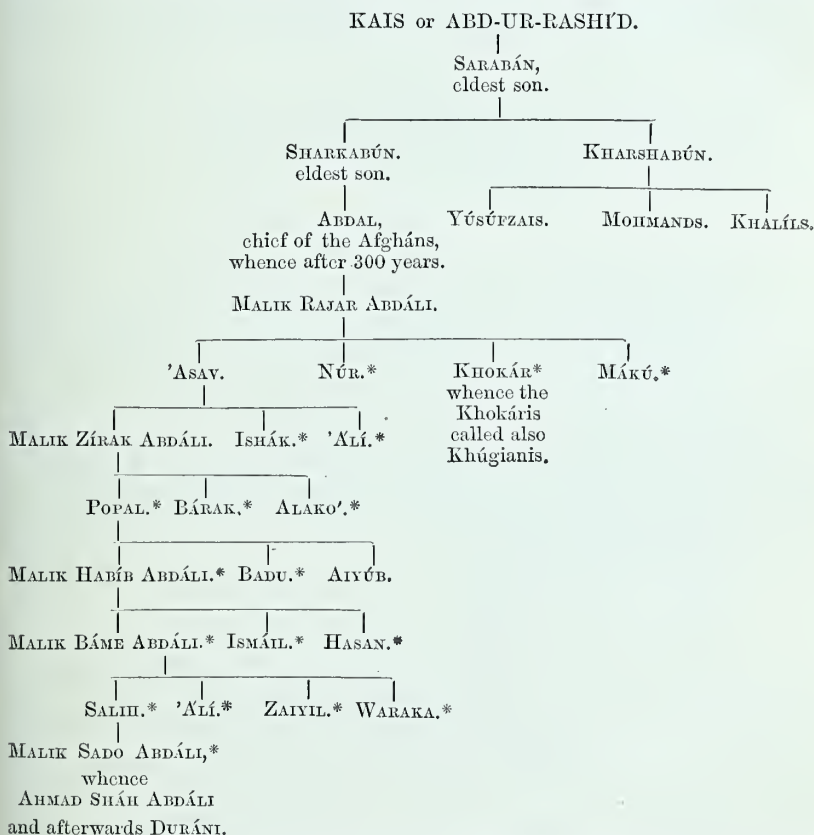 KAIS or ABD-UR-RASHÍD.
SARABÁN,
eldest son.
SHARKABÚN. KHARSHABÚN.
eldest son.
ABDAL, YÚSÚFZAIS. MOHMANDS. KHALÍLS.
chief of the Afgháns,
whence after 300 years.
MALIK RAJAR ABDÁLI.
'ASAV. NÚR.* KHOKÁR* MÁKÚ.*
whence the
Khokáris
called also
Khúgianis.
MALIK ZÍRAK ABDÁLI. ISHÁK.* 'ÁLÍ.*
POPAL.* BÁRAK.* ALAKO'.*
MALIK HABÍB ABDÁLI.* BADU.* AIYÚB.
MALIK BÁME ABDÁLI.* ISMÁIL.* HASAN.*
SALIH.* 'ÁLÍ.* ZAIYIL.* WARAKA.*
MALIK SADO ABDÁLI,*
whence
AHMAD SHÁH ABDÁLI
and afterwards DURÁNI.